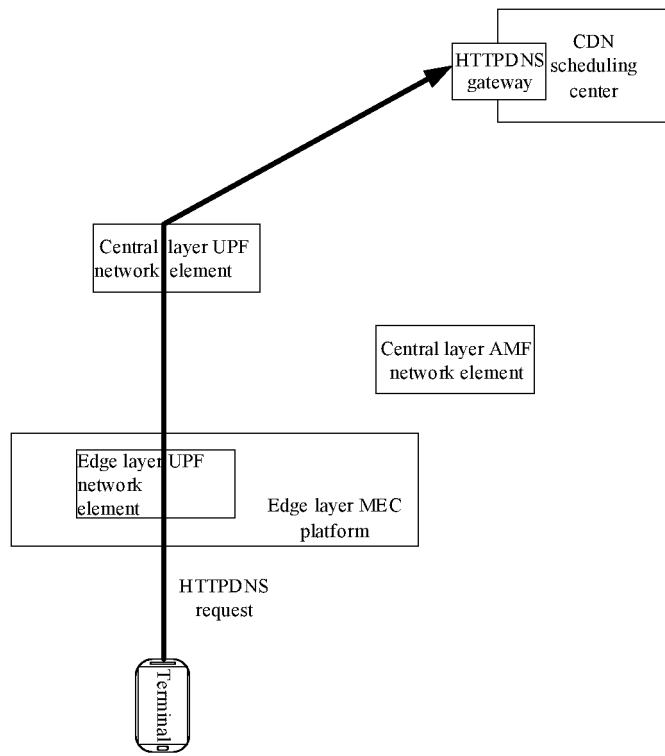 CDN
scheduling
center
HTTPDNS
gateway
Central layer UPF
network element
Central layer AMF
network element
Edge layer UPF
network
element
Edge layer MEC
platform
HTTPDNS
request
Terminal